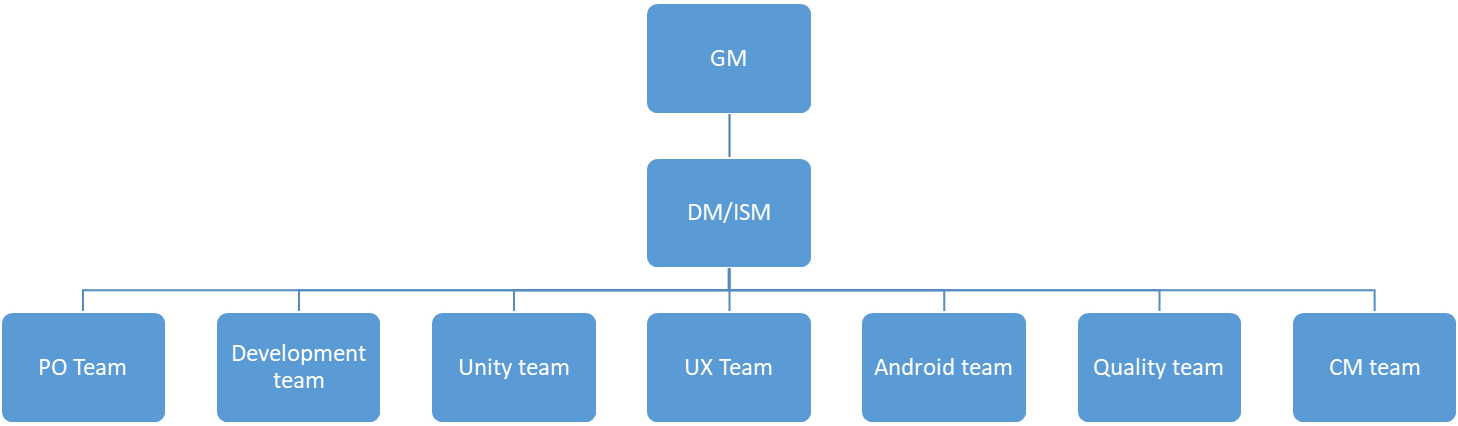 GM
DM/ISM
PO Team
Development
team
Unity team
UX Team
Android team
Quality team
CM team